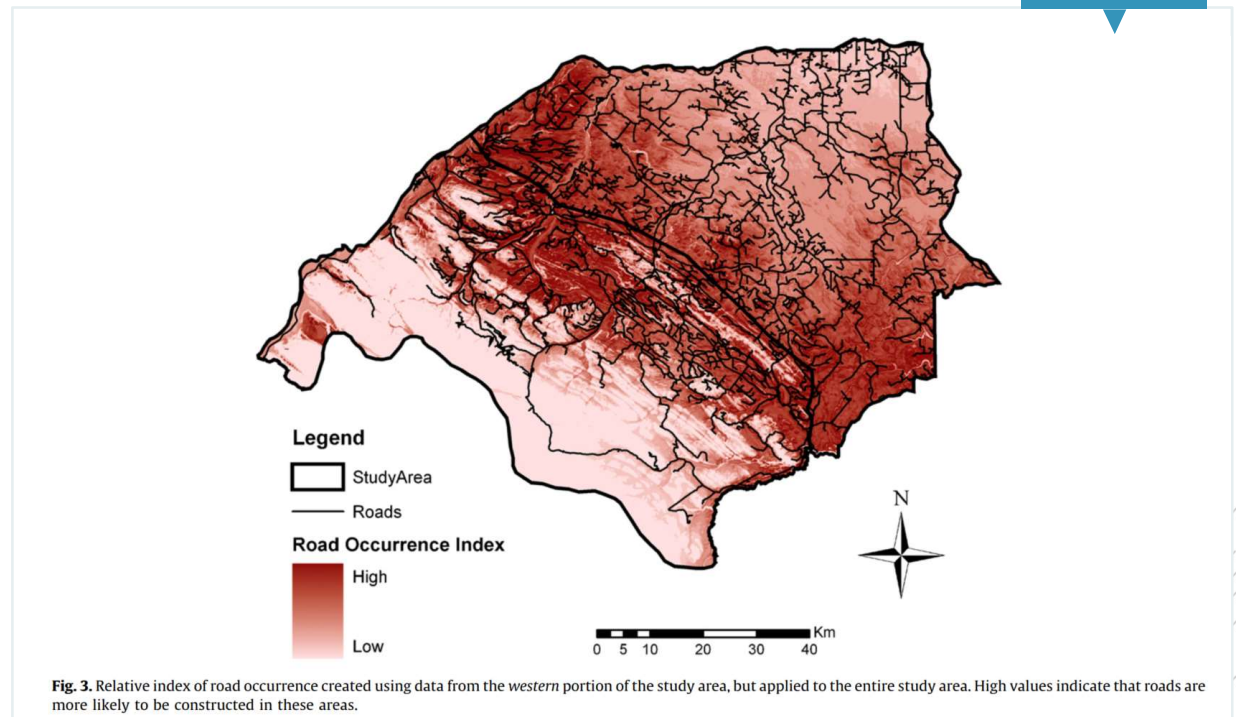 N
Legend
StudyArea
Roads
Road Occurrence Index
High
Low
Km
0 5 10 20 30 40
Fig. 3. Relative index of road occurrence created using data from the western portion of the study area, but applied to the entire study area. High values indicate that roads are
more likely to be constructed in these areas.